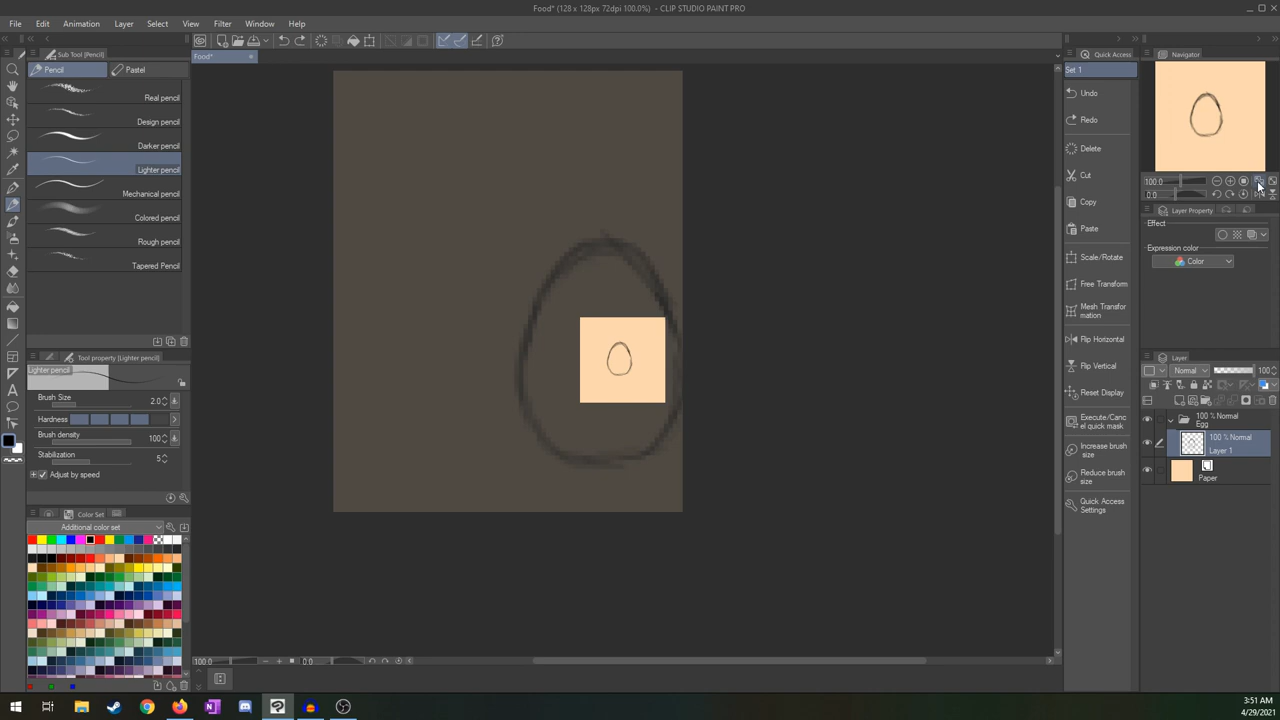 Food* (128 x 128px 72dpi 100.0%) - CLIP STUDIO PAINT PRO
File Edit Animation Layer Select View Filter Window Help
Sub Tool [Pencil]
Pencil
Pastel
Real pencil
Design pencil
Darker pencil
Lighter pencil
Mechanical pencil
Colored pencil
Rough pencil
Tapered Pencil
Tool property [Lighter pencil]
Lighter pencil
Brush Size 2.0
Hardness
Brush density 100
Stabilization 5
Adjust by speed
Color Set
Additional color set
Food*
100.0
0.0
Quick Access
Set 1
Undo
Redo
Delete
Cut
Copy
Paste
Scale/Rotate
Free Transform
Mesh Transfor
mation
Flip Horizontal
Flip Vertical
Reset Display
Execute/Canc
el quick mask
Increase brush
size
Reduce brush
size
Quick Access
Settings
Navigator
100.0
0.0
Layer Property
Effect
Expression color
Color
Layer
Normal 100
100 % Normal
Egg
100 % Normal
Layer 1
Paper
3:51 AM
4/29/2021